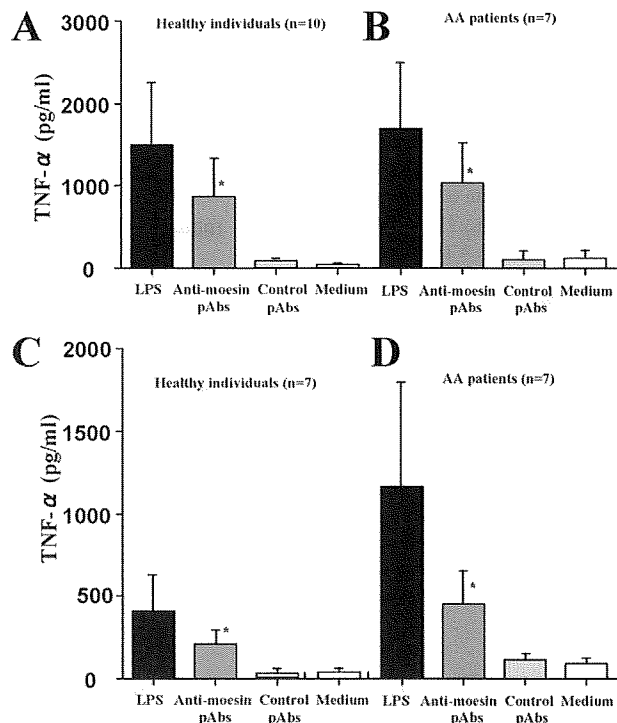 A
Healthy individuals (n=10)
B
AA patients (n=7)
TNF-α (pg/ml)
3000
2000
1000
0
*
*
LPS Anti-moesin pAbs Control pAbs Medium
LPS Anti-moesin pAbs Control pAbs Medium
C
Healthy individuals (n=7)
D
AA patients (n=7)
TNF-α (pg/ml)
2000
1500
1000
500
0
*
*
LPS Anti-moesin pAbs Control pAbs Medium
LPS Anti-moesin pAbs Control pAbs Medium